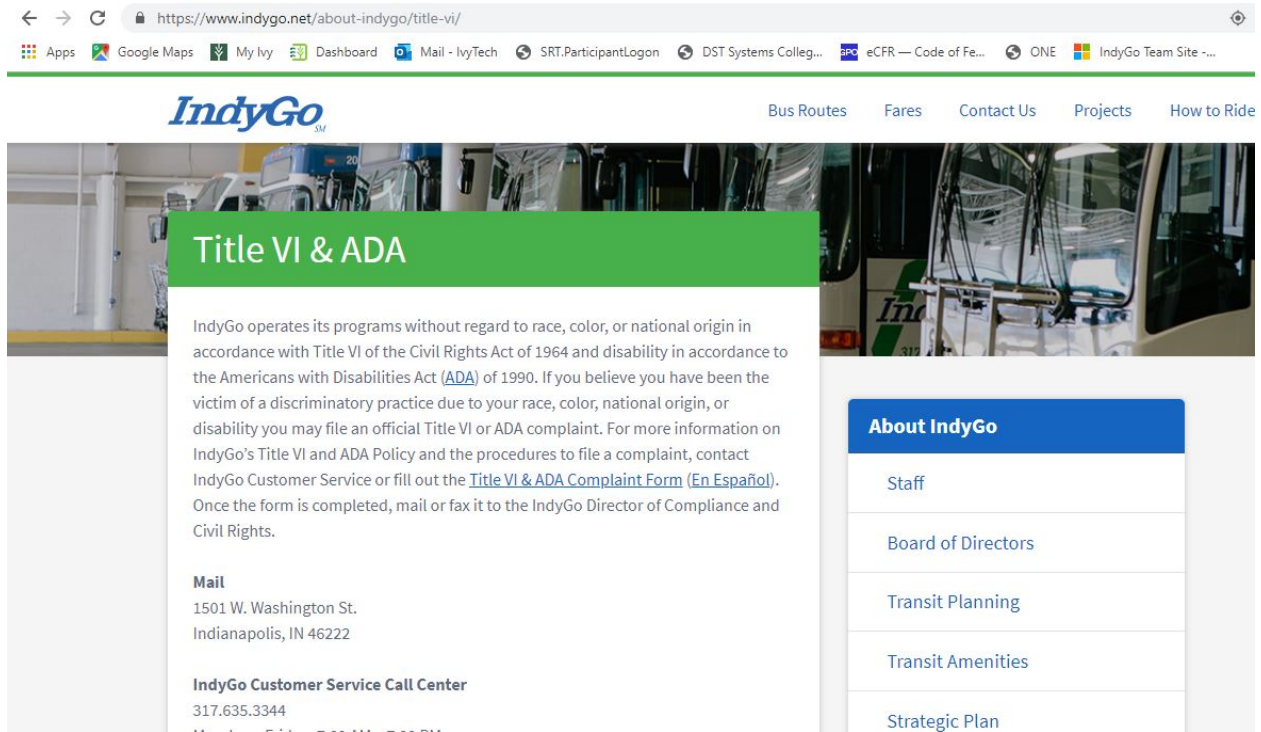 https://www.indygo.net/about-indygo/title-vi/
Apps Google Maps My Ivy Dashboard Mail - IvyTech SRT.ParticipantLogon DST Systems Colleg... GPO eCFR — Code of Fe... ONE IndyGo Team Site -...
IndyGo SM
Bus Routes Fares Contact Us Projects How to Ride
20
Title VI & ADA
IndyGo operates its programs without regard to race, color, or national origin in
accordance with Title VI of the Civil Rights Act of 1964 and disability in accordance to
the Americans with Disabilities Act (ADA) of 1990. If you believe you have been the
victim of a discriminatory practice due to your race, color, national origin, or
disability you may file an official Title VI or ADA complaint. For more information on
IndyGo's Title VI and ADA Policy and the procedures to file a complaint, contact
IndyGo Customer Service or fill out the Title VI & ADA Complaint Form (En Español).
Once the form is completed, mail or fax it to the IndyGo Director of Compliance and
Civil Rights.
Mail
1501 W. Washington St.
Indianapolis, IN 46222
IndyGo Customer Service Call Center
317.635.3344
Ind
317
About IndyGo
Staff
Board of Directors
Transit Planning
Transit Amenities
Strategic Plan